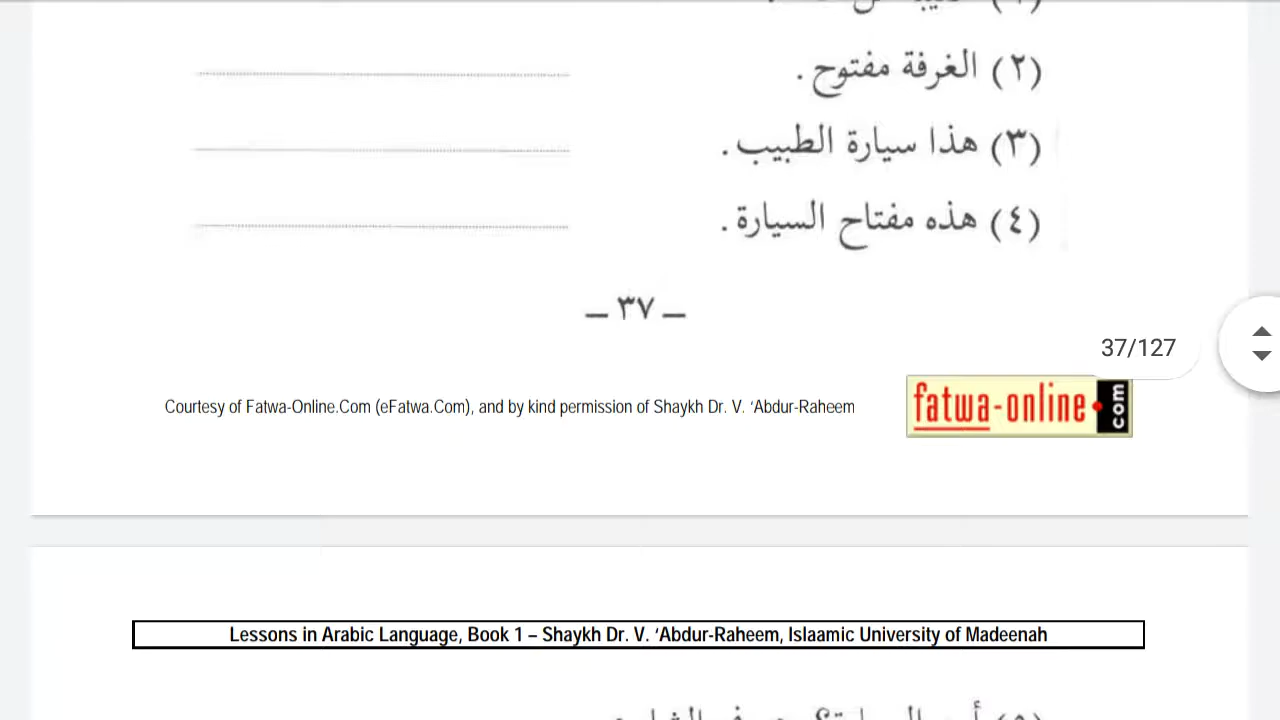 (٢) الغرفة مفتوح .
(٣) هذا سيارة الطبيب .
(٤) هذه مفتاح السيارة .
– ٣٧ –
37/127
Courtesy of Fatwa-Online.Com (eFatwa.Com), and by kind permission of Shaykh Dr. V. ‘Abdur-Raheem
fatwa-online.com
Lessons in Arabic Language, Book 1 – Shaykh Dr. V. ‘Abdur-Raheem, Islaamic University of Madeenah